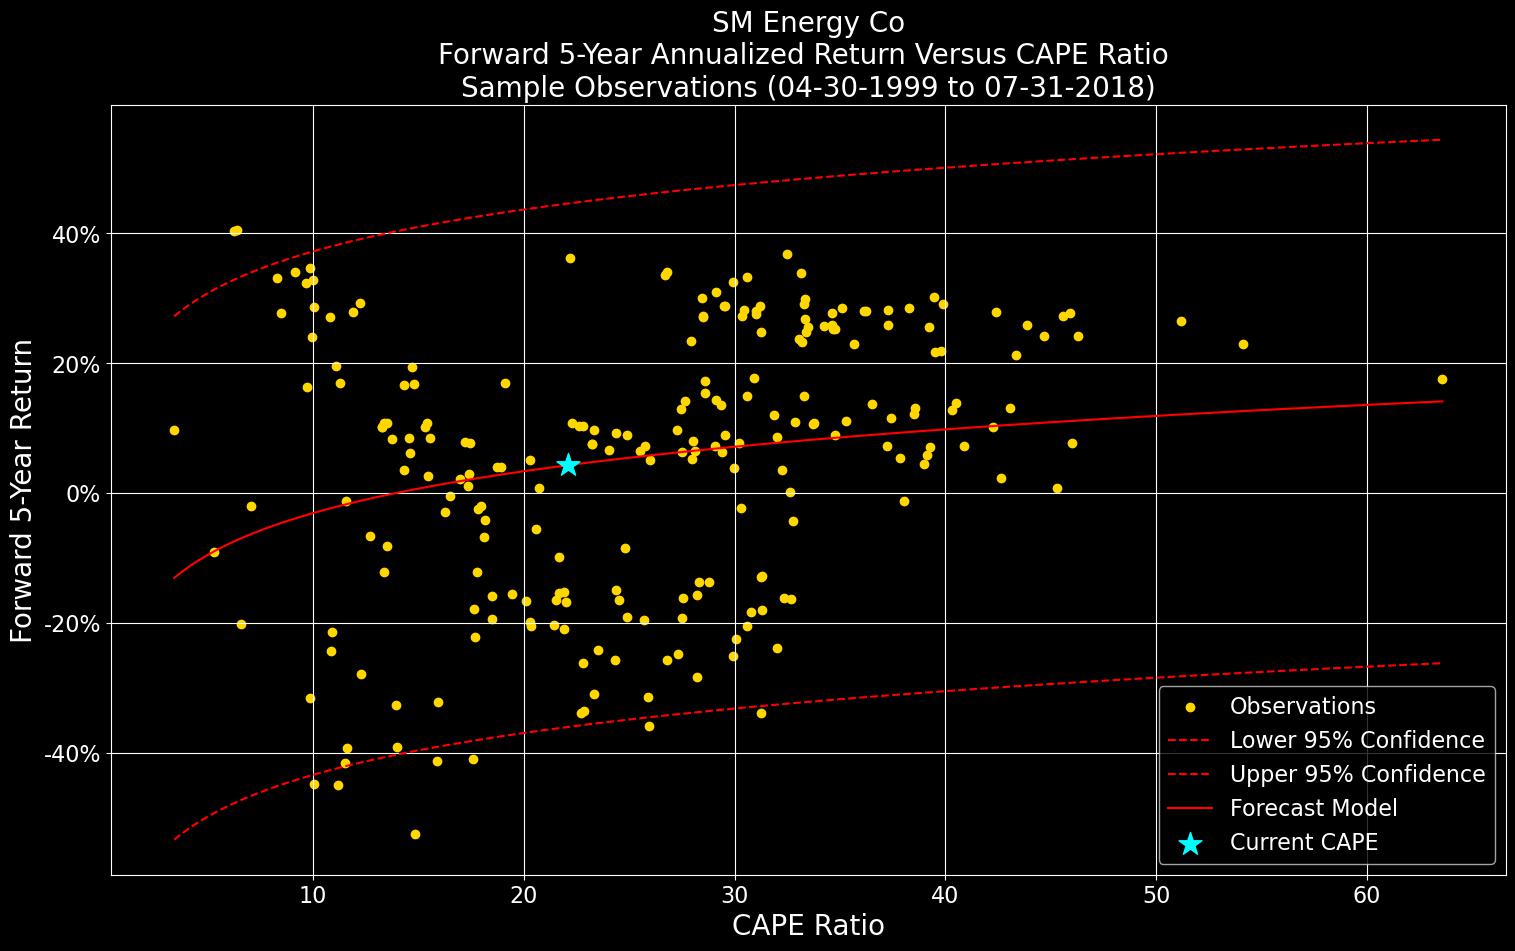 SM Energy Co
Forward 5-Year Annualized Return Versus CAPE Ratio
Sample Observations (04-30-1999 to 07-31-2018)
Forward 5-Year Return
40%
20%
0%
-20%
-40%
Observations
Lower 95% Confidence
Upper 95% Confidence
Forecast Model
Current CAPE
10 20 30 40 50 60
CAPE Ratio